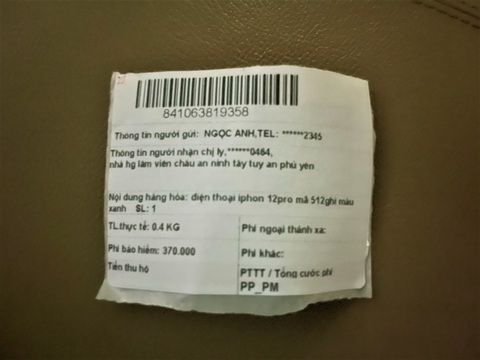 841063819358
Thông tin người gửi: NGỌC ANH,TEL: ******2345
Thông tin người nhận chị ly,******0464,
nhà hg lâm viên châu an ninh tây tuy an phú yên
Nội dung hàng hóa: điện thoại iphon 12pro mã 512ghi màu
xanh SL: 1
TL.thực tế: 0.4 KG
Phí ngoại thành xa:
Phí bảo hiểm: 370.000
Phí khác:
Tiền thu hộ
PTTT / Tổng cước phí
PP_PM